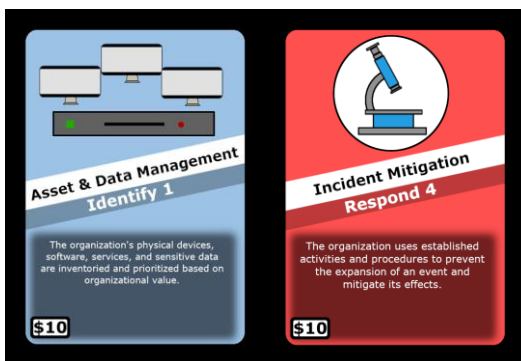 Asset & Data Management
Identify 1
The organization's physical devices,
software, services, and sensitive data
are inventoried and prioritized based on
organizational value.
$10
Incident Mitigation
Respond 4
The organization uses established
activities and procedures to prevent
the expansion of an event and
mitigate its effects.
$10